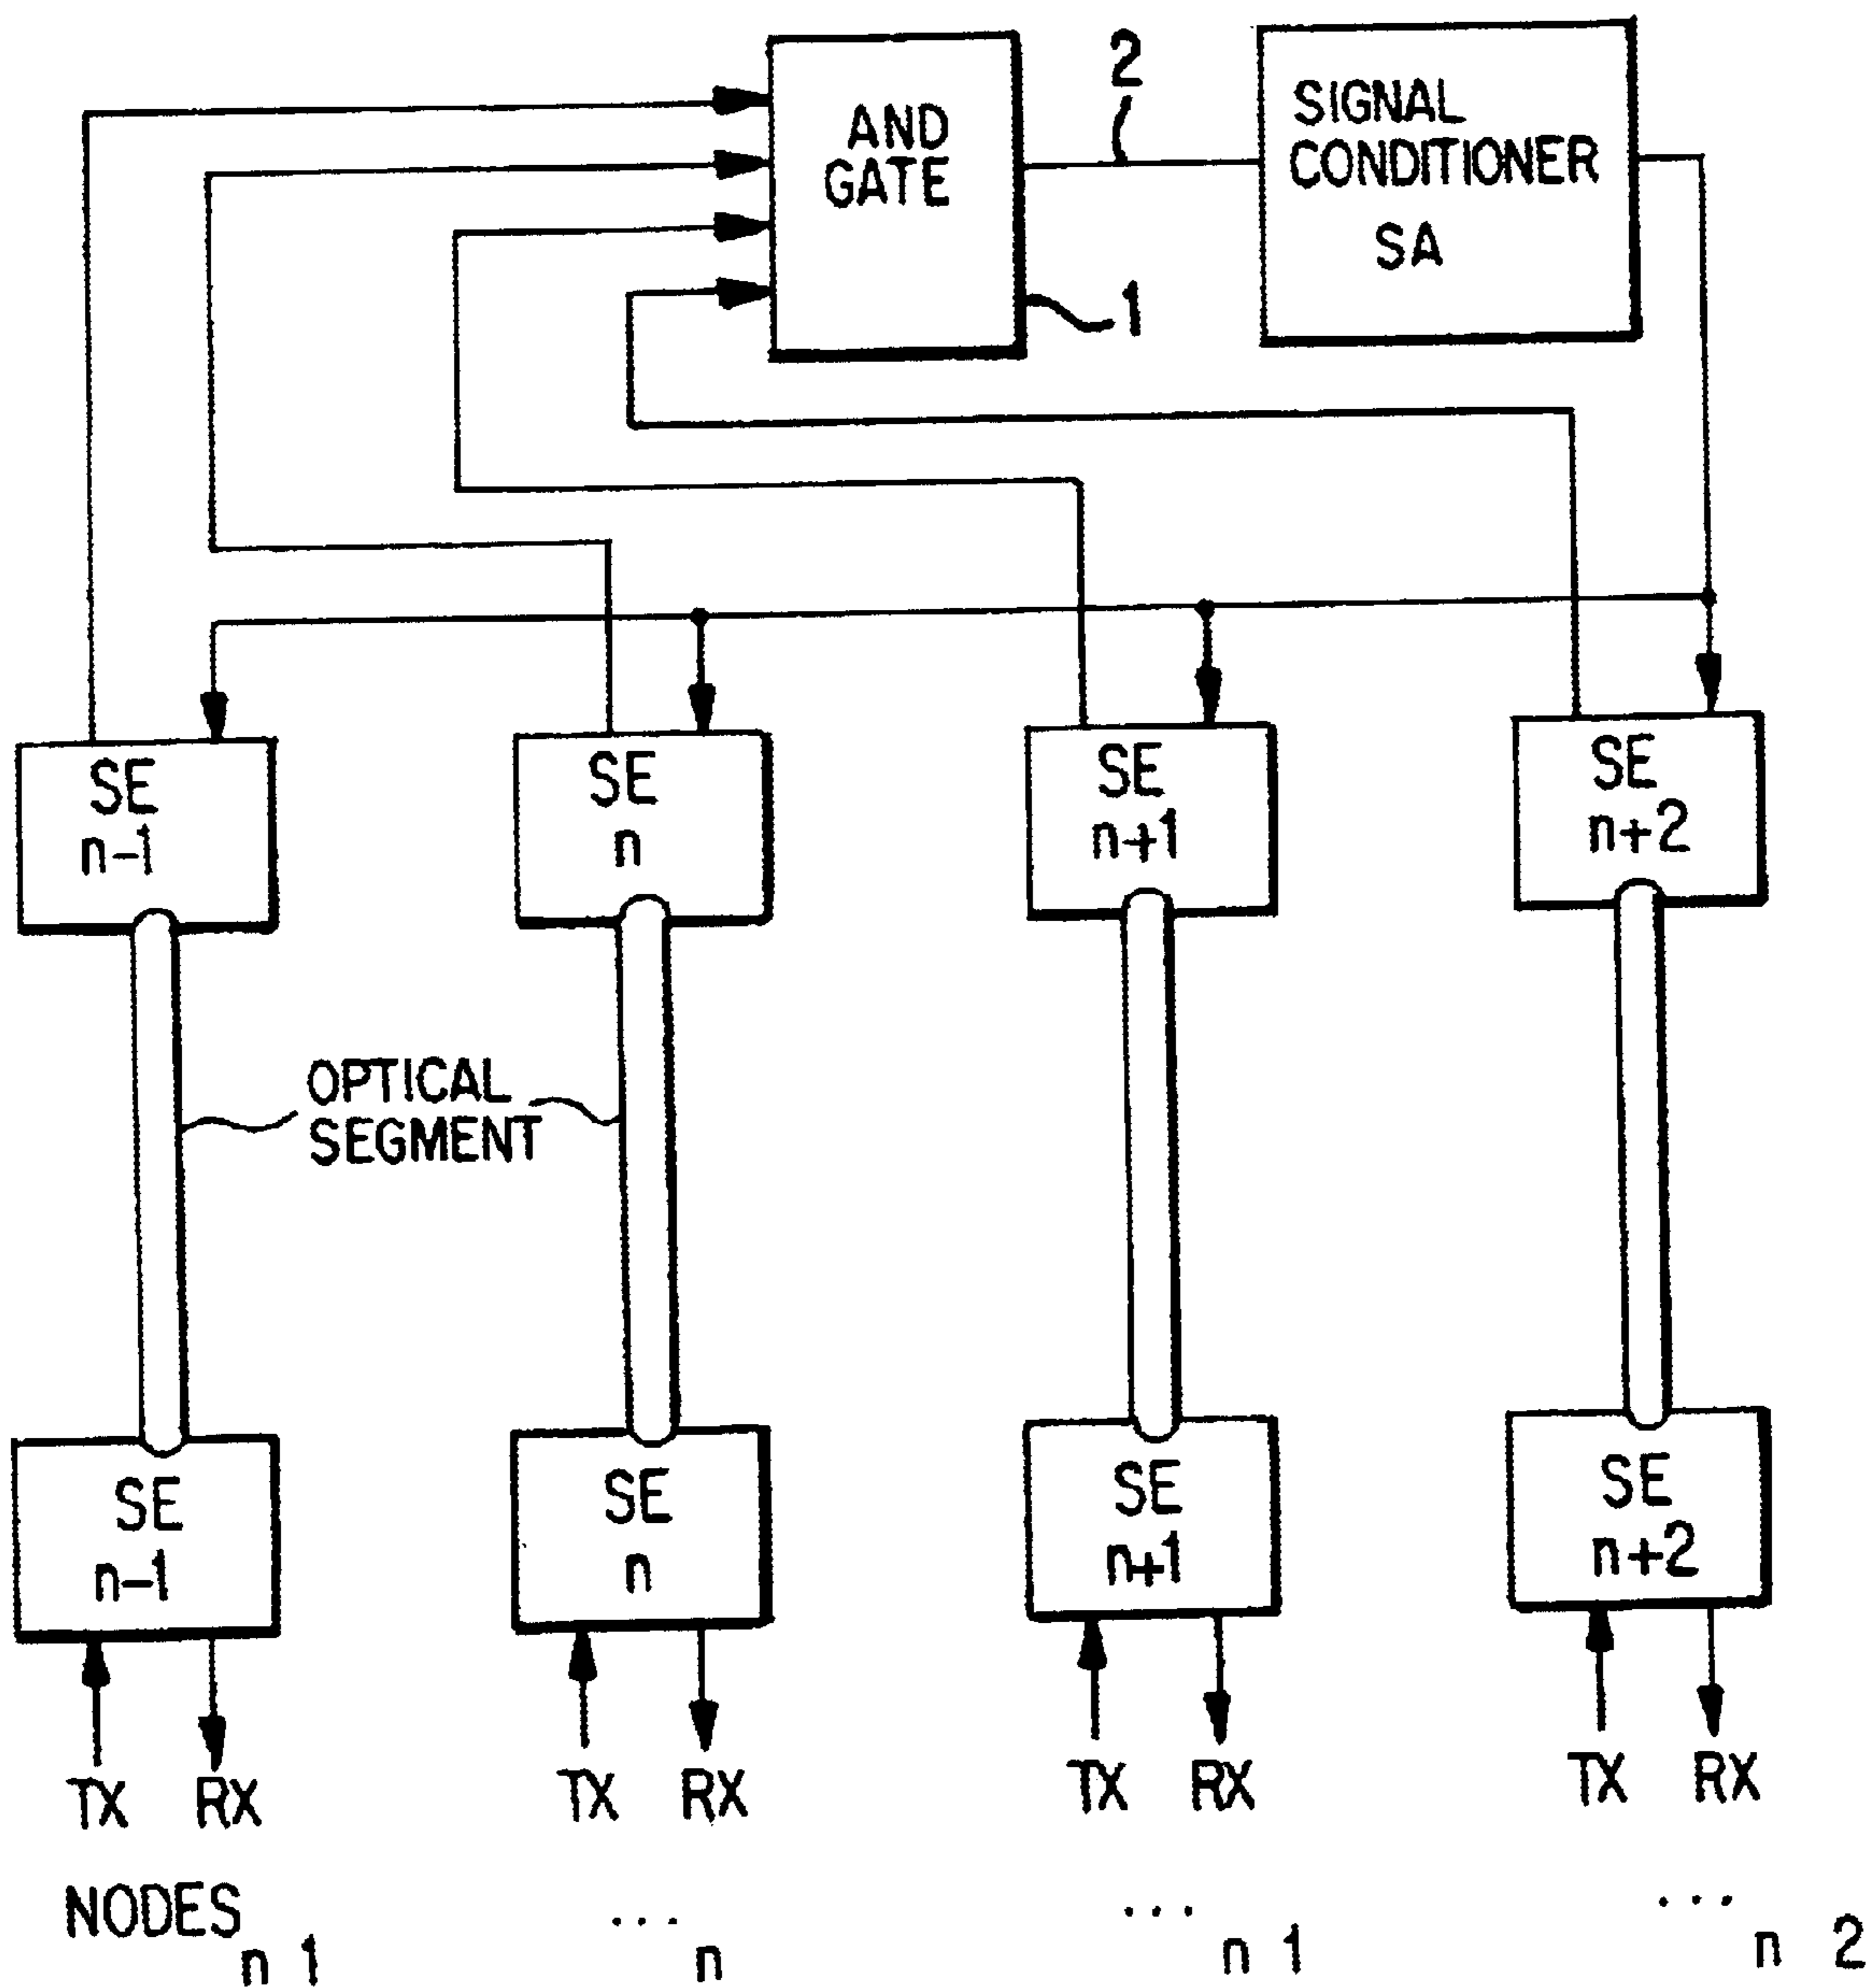 2
AND
GATE
SIGNAL
CONDITIONER
SA
1
SE
n-1
SE
n
SE
n+1
SE
n+2
OPTICAL
SEGMENT
SE
n-1
SE
n
SE
n+1
SE
n+2
TX RX
TX RX
TX RX
TX RX
NODES n 1
... n
... n 1
... n 2